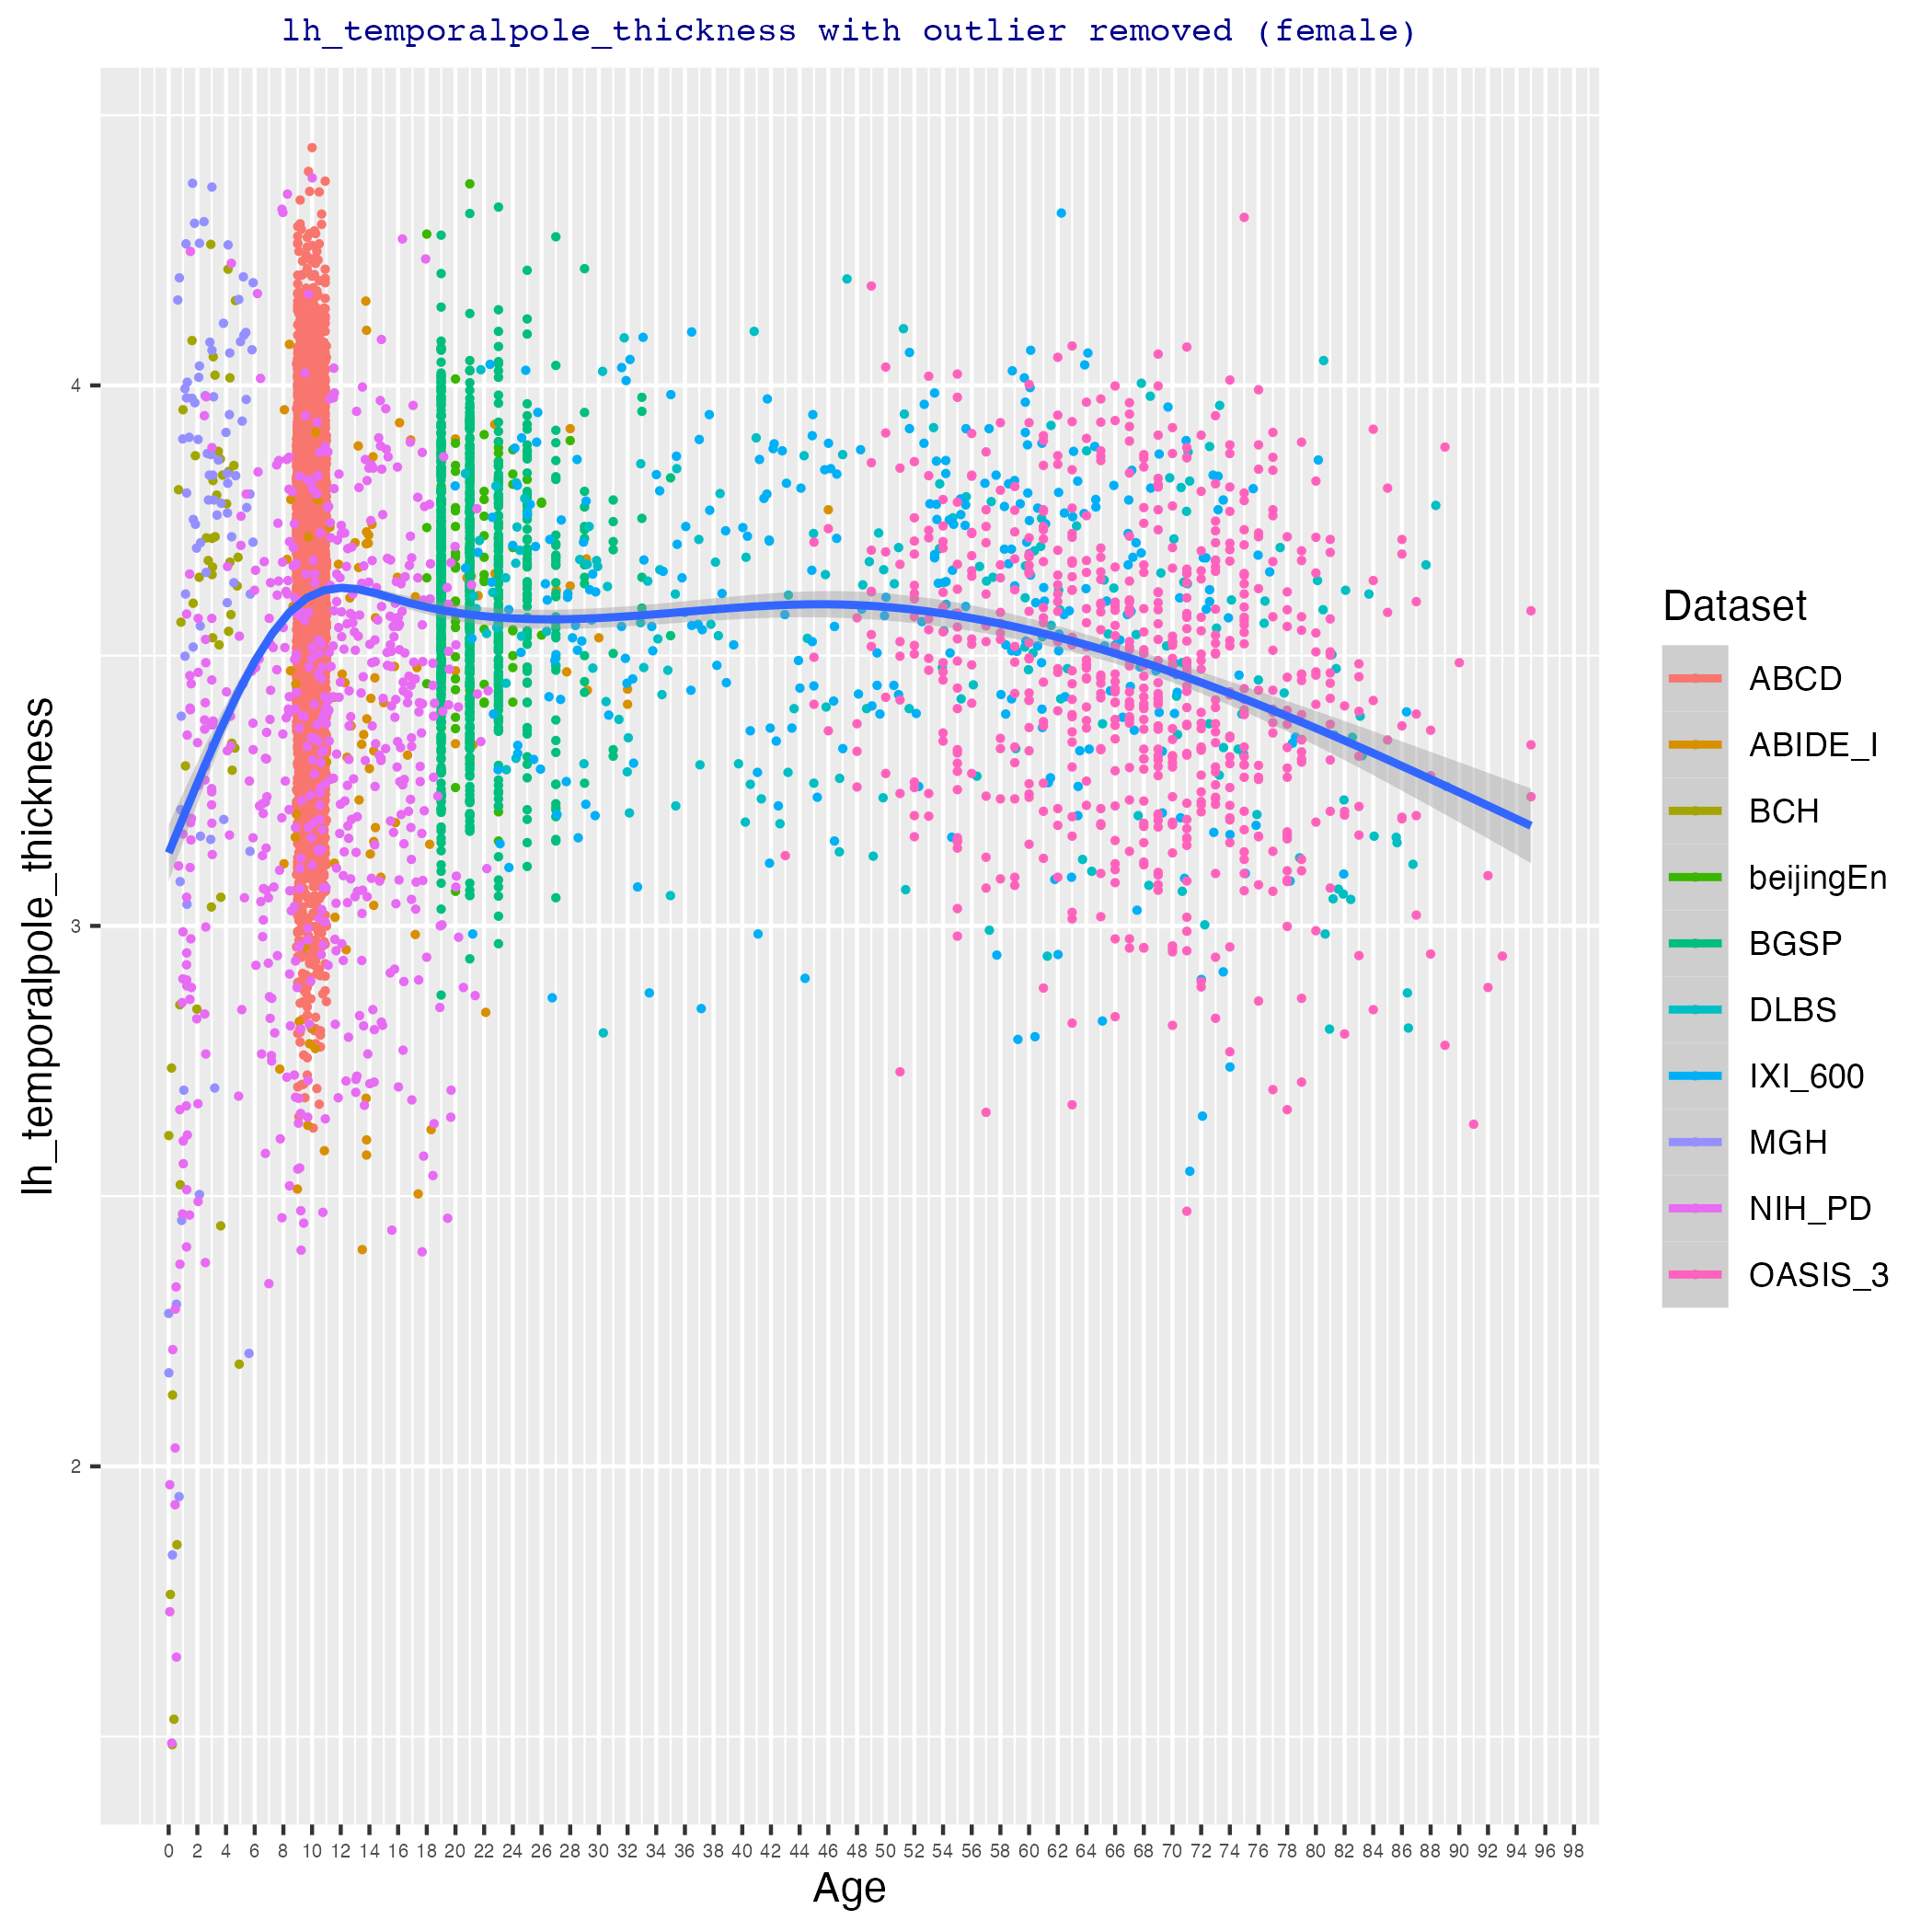 lh_temporalpole_thickness with outlier removed (female)
lh_temporalpole_thickness
4
3
2
0 2 4 6 8 10 12 14 16 18 20 22 24 26 28 30 32 34 36 38 40 42 44 46 48 50 52 54 56 58 60 62 64 66 68 70 72 74 76 78 80 82 84 86 88 90 92 94 96 98
Age
Dataset
ABCD
ABIDE_I
BCH
beijingEn
BGSP
DLBS
IXI_600
MGH
NIH_PD
OASIS_3